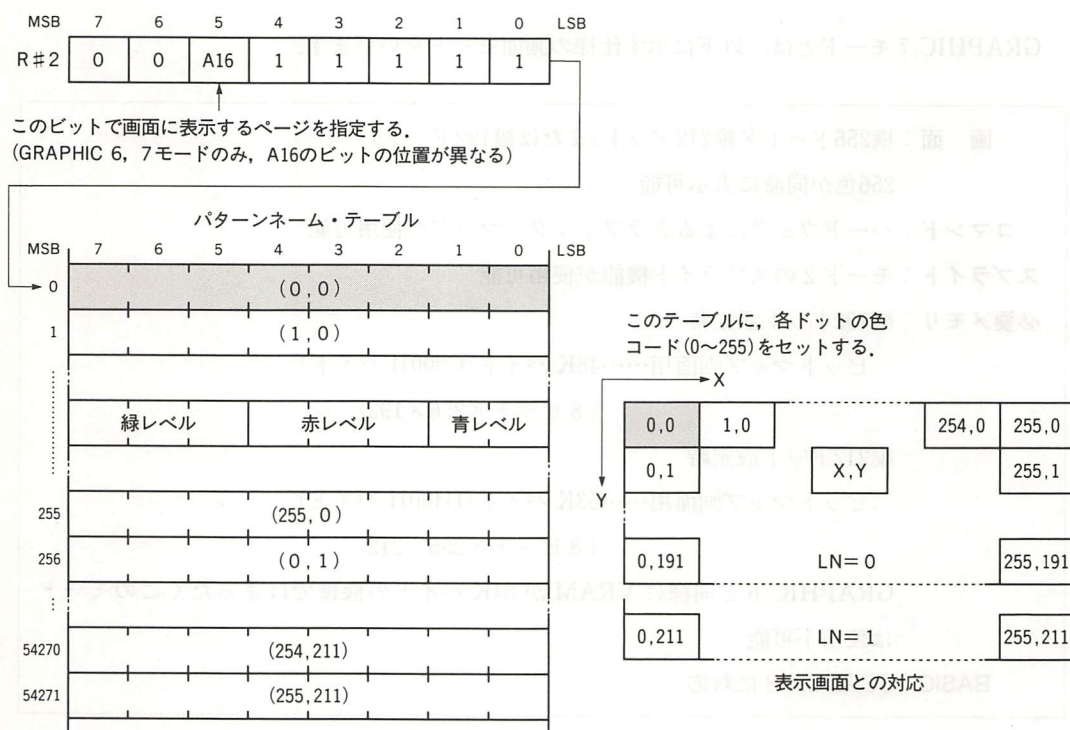 MSB 7 6 5 4 3 2 1 0 LSB
R#2 0 0 A16 1 1 1 1 1
このビットで画面に表示するページを指定する.
(GRAPHIC 6, 7モードのみ, A16のビットの位置が異なる)
パターンネーム・テーブル
MSB 7 6 5 4 3 2 1 0 LSB
0 (0,0)
1 (1,0)
緑レベル 赤レベル 青レベル
255 (255,0)
256 (0,1)
54270 (254,211)
54271 (255,211)
このテーブルに, 各ドットの色
コード(0~255)をセットする.
X
Y
0,0 1,0 254,0 255,0
0,1 X,Y 255,1
0,191 LN=0 255,191
0,211 LN=1 255,211
表示画面との対応